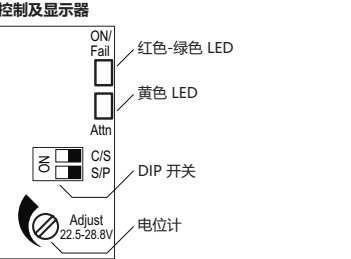 控制及显示器
ON/
Fail
红色-绿色 LED
黄色 LED
Attn
ON
C/S
S/P
DIP 开关
Adjust
22.5-28.8V
电位计